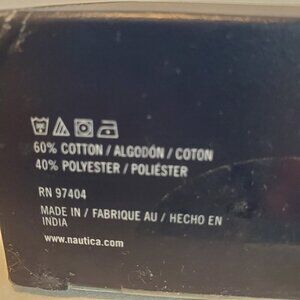 60% COTTON / ALGODÓN / COTON
40% POLYESTER / POLIÉSTER
RN 97404
MADE IN / FABRIQUE AU / HECHO EN
INDIA
www.nautica.com